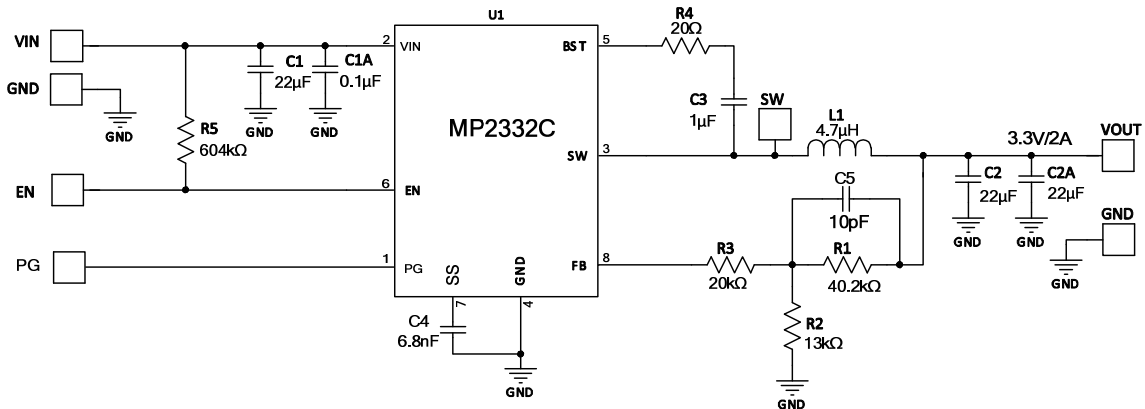 U1
VIN
GND
GND
EN
PG
R5
604kΩ
C1
22µF
GND
C1A
0.1µF
GND
2
VIN
6
EN
1
PG
MP2332C
SS
7
GND
4
C4
6.8nF
GND
BST
5
SW
3
FB
8
R4
20Ω
C3
1µF
SW
L1
4.7µH
3.3V/2A
VOUT
C2
22µF
GND
C2A
22µF
GND
GND
GND
C5
10pF
R3
20kΩ
R1
40.2kΩ
R2
13kΩ
GND